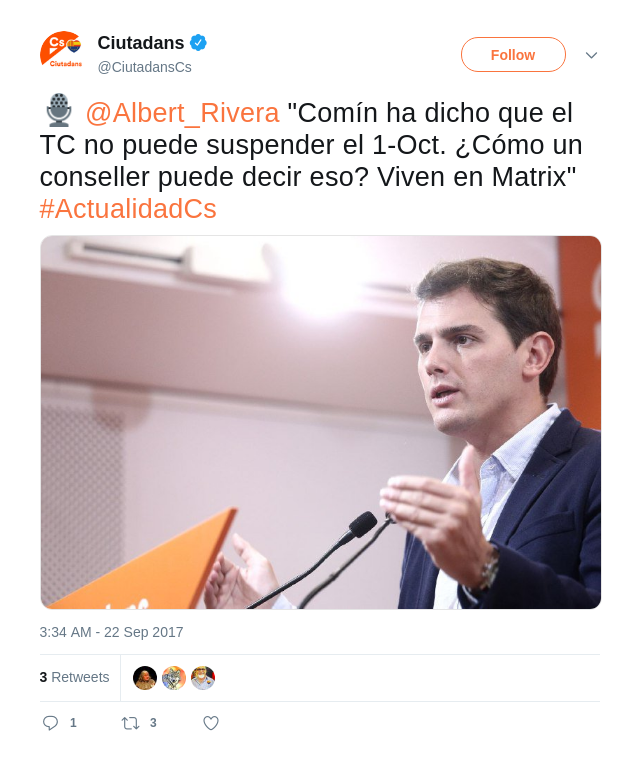 Cs
Ciutadans
Ciutadans
@CiutadansCs
Follow
@Albert_Rivera "Comín ha dicho que el
TC no puede suspender el 1-Oct. ¿Cómo un
conseller puede decir eso? Viven en Matrix"
#ActualidadCs
3:34 AM - 22 Sep 2017
3 Retweets
1
3